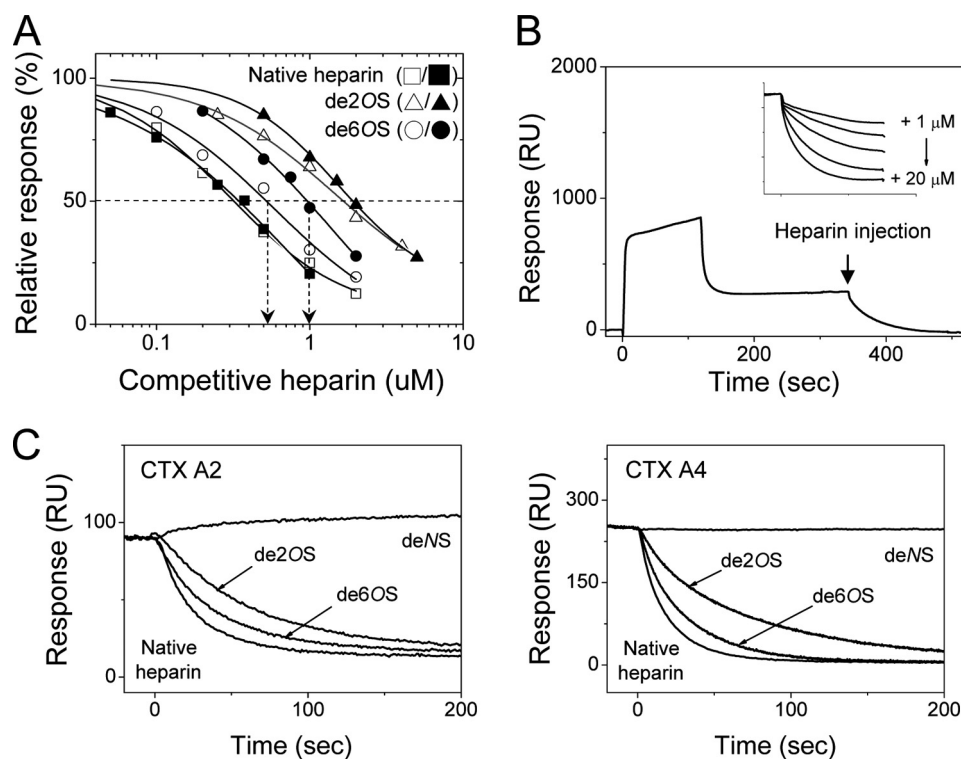 A
Relative response (%)
100
50
0
Native heparin (□/■)
de2OS (△/▲)
de6OS (○/●)
0.1
1
10
Competitive heparin (uM)
B
Response (RU)
2000
1000
0
+ 1 μM
+ 20 μM
Heparin injection
0
200
400
Time (sec)
C
CTX A2
Response (RU)
100
0
deNS
de2OS
de6OS
Native
heparin
0
100
200
Time (sec)
CTX A4
Response (RU)
300
150
0
deNS
de2OS
de6OS
Native
heparin
0
100
200
Time (sec)